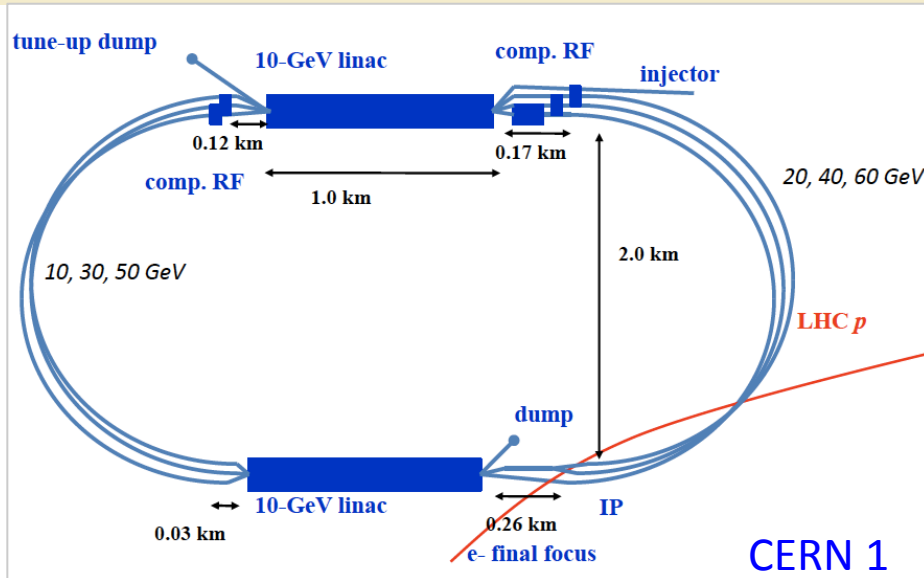 tune-up dump
10-GeV linac
comp. RF
injector
0.12 km
0.17 km
comp. RF
1.0 km
20, 40, 60 GeV
2.0 km
10, 30, 50 GeV
LHC p
dump
10-GeV linac
IP
0.03 km
0.26 km
e- final focus
CERN 1